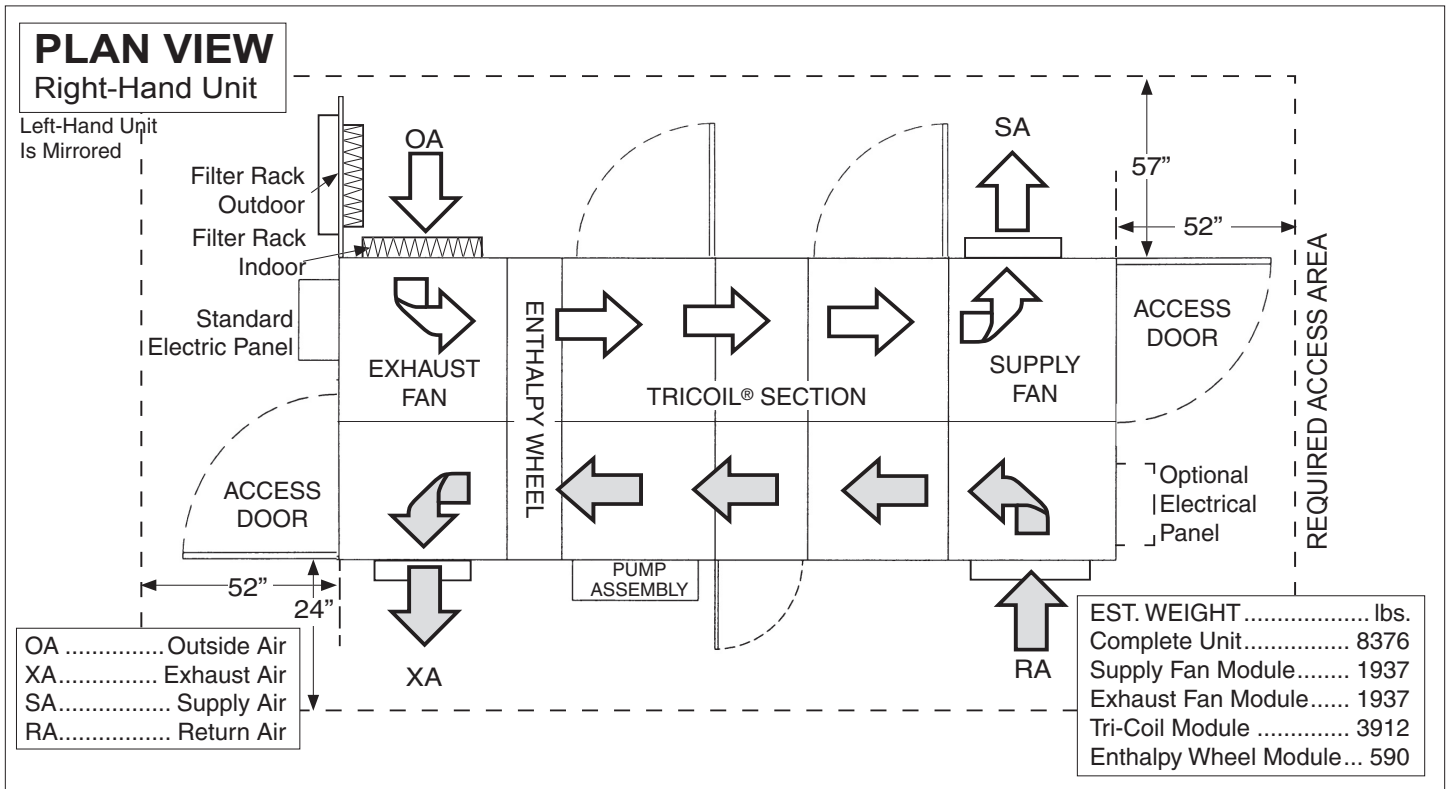 PLAN VIEW
Right-Hand Unit
Left-Hand Unit
Is Mirrored
OA
SA
57”
52”
Filter Rack
Outdoor
Filter Rack
Indoor
Standard
Electric Panel
EXHAUST
FAN
ENTHALPY WHEEL
TRICOIL® SECTION
SUPPLY
FAN
ACCESS
DOOR
REQUIRED ACCESS AREA
ACCESS
DOOR
Optional
Electrical
Panel
PUMP
ASSEMBLY
52”
24”
XA
RA
OA ............... Outside Air
XA............... Exhaust Air
SA................. Supply Air
RA................. Return Air
EST. WEIGHT ................... lbs.
Complete Unit................ 8376
Supply Fan Module........ 1937
Exhaust Fan Module...... 1937
Tri-Coil Module .............. 3912
Enthalpy Wheel Module... 590